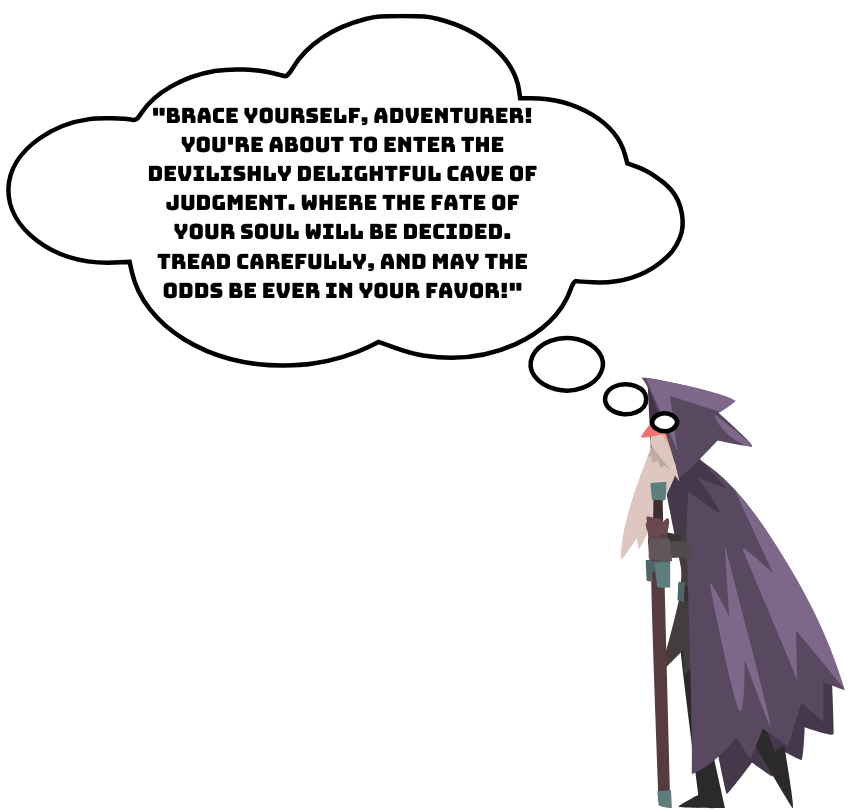 "BRACE YOURSELF, ADVENTURER!
YOU'RE ABOUT TO ENTER THE
DEVILISHLY DELIGHTFUL CAVE OF
JUDGMENT. WHERE THE FATE OF
YOUR SOUL WILL BE DECIDED.
TREAD CAREFULLY, AND MAY THE
ODDS BE EVER IN YOUR FAVOR!"